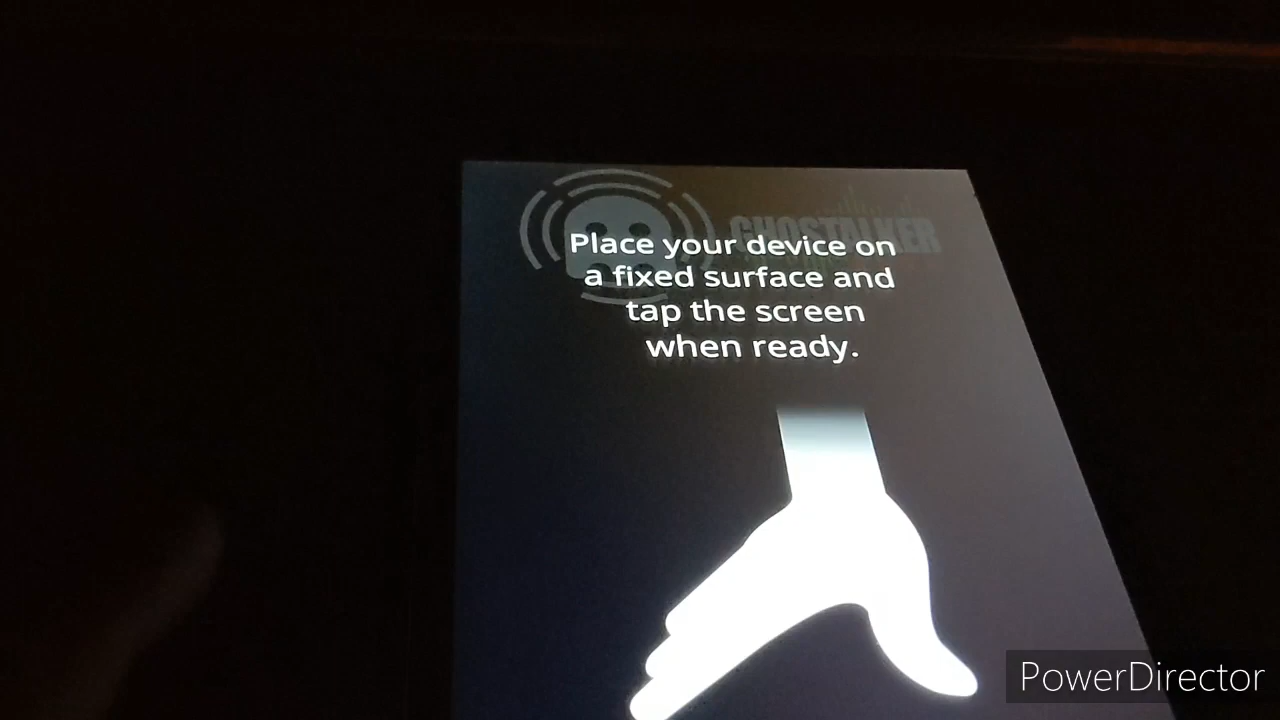 GHOSTALKER
Place your device on
a fixed surface and
tap the screen
when ready.
PowerDirector